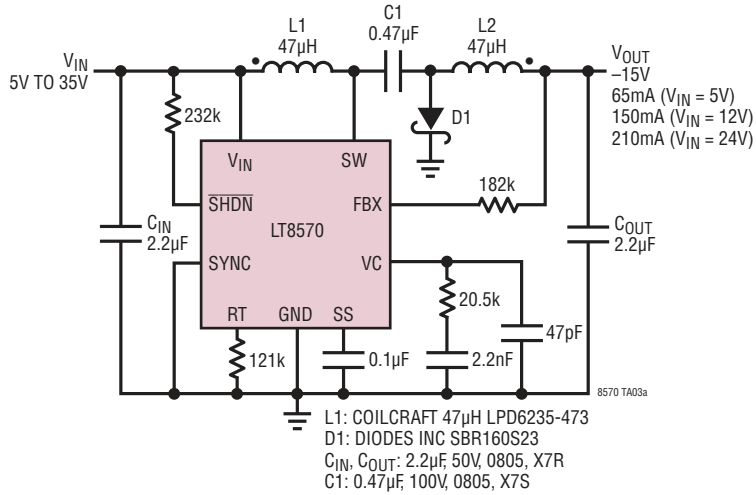 C1
0.47µF
L1
47µH
L2
47µH
VIN
5V TO 35V
VOUT
–15V
65mA (VIN = 5V)
150mA (VIN = 12V)
210mA (VIN = 24V)
D1
232k
VIN
SW
182k
SHDN
FBX
CIN
2.2µF
LT8570
COUT
2.2µF
SYNC
VC
20.5k
RT
GND
SS
47pF
121k
0.1µF
2.2nF
8570 TA03a
L1: COILCRAFT 47µH LPD6235-473
D1: DIODES INC SBR160S23
CIN, COUT: 2.2µF, 50V, 0805, X7R
C1: 0.47µF, 100V, 0805, X7S